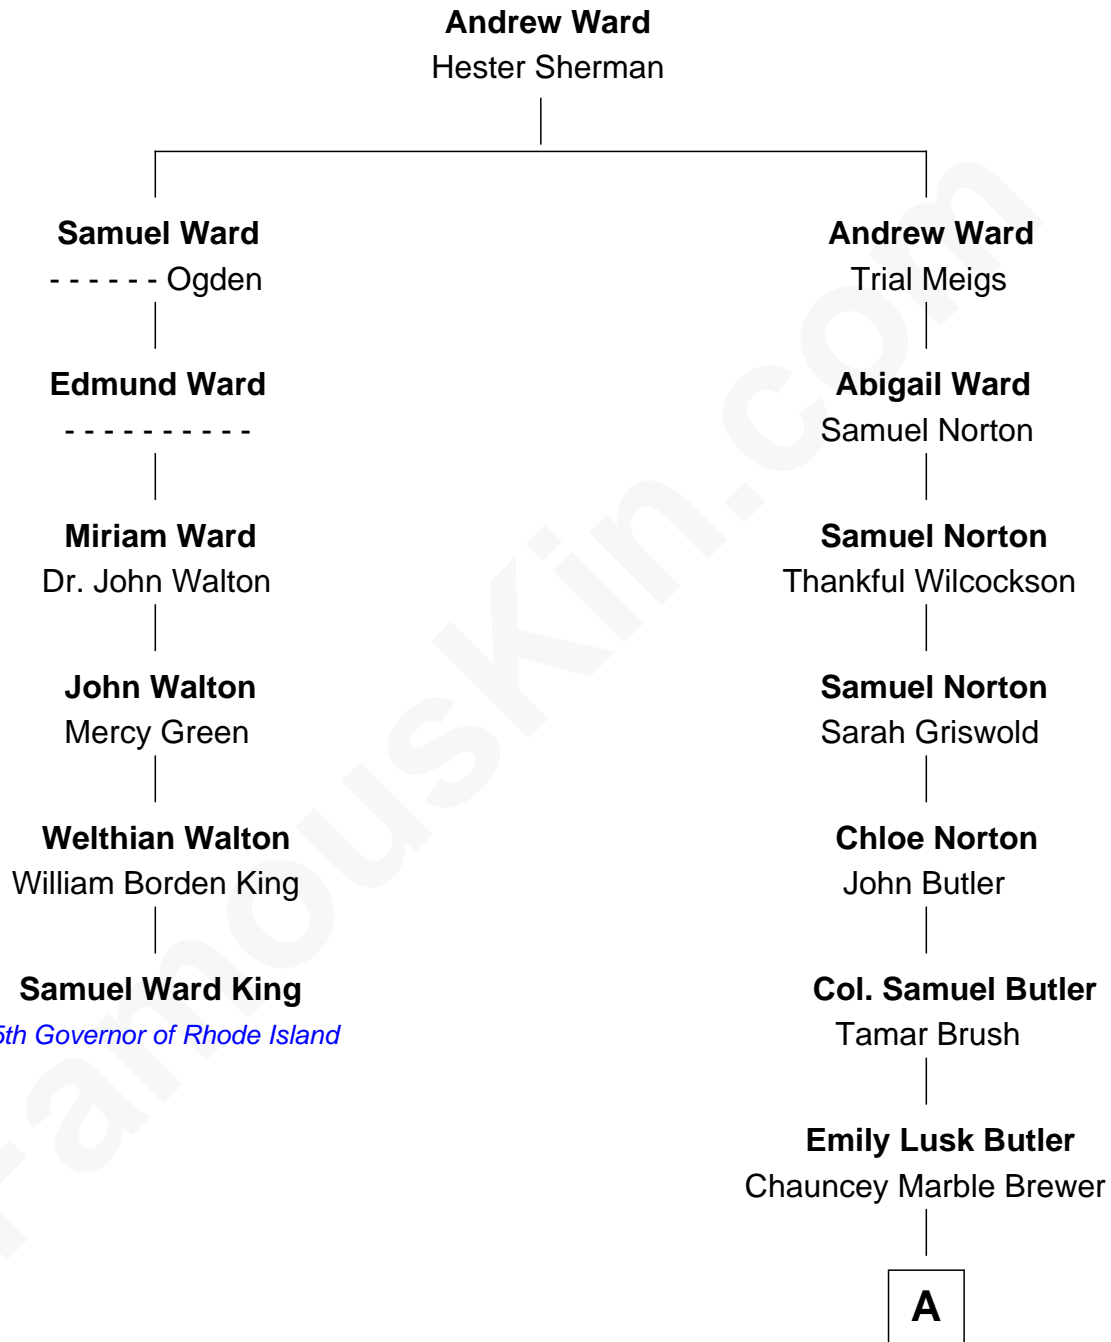 Andrew Ward
Hester Sherman
Samuel Ward
- - - - - - Ogden
Andrew Ward
Trial Meigs
Edmund Ward
- - - - - - - - - -
Abigail Ward
Samuel Norton
Miriam Ward
Dr. John Walton
Samuel Norton
Thankful Wilcockson
John Walton
Mercy Green
Samuel Norton
Sarah Griswold
Welthian Walton
William Borden King
Chloe Norton
John Butler
Samuel Ward King
5th Governor of Rhode Island
Col. Samuel Butler
Tamar Brush
Emily Lusk Butler
Chauncey Marble Brewer
A
FamousKin.com